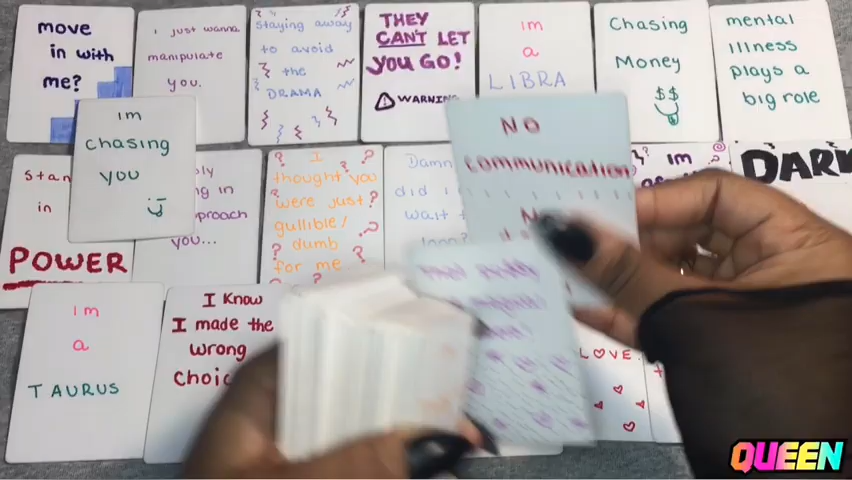 move
in with
me?
I just wanna
manipulate
you.
Staying away
to avoid
the
DRAMA
THEY
CAN'T LET
YOU GO!
WARNING
im
a
LIBRA
Chasing
Money
$$
mental
illness
plays a
big role
im
chasing
you
NO
communication
in
POWER
in
you...
? I ?
thought you
were just
gullible/
dumb
for me
Damn
did I
wait
im
DARK
im
a
TAURUS
I Know
I made the
wrong
LOVE
QUEEN